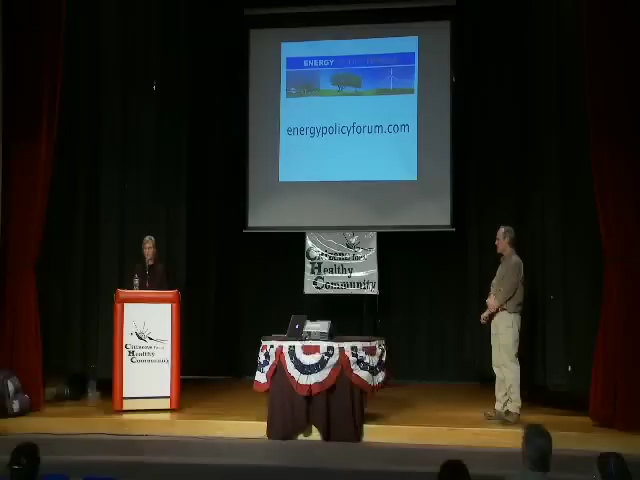 ENERGY
energypolicyforum.com
Citizens for
Healthy
Community
Citizens For
Healthy
Community